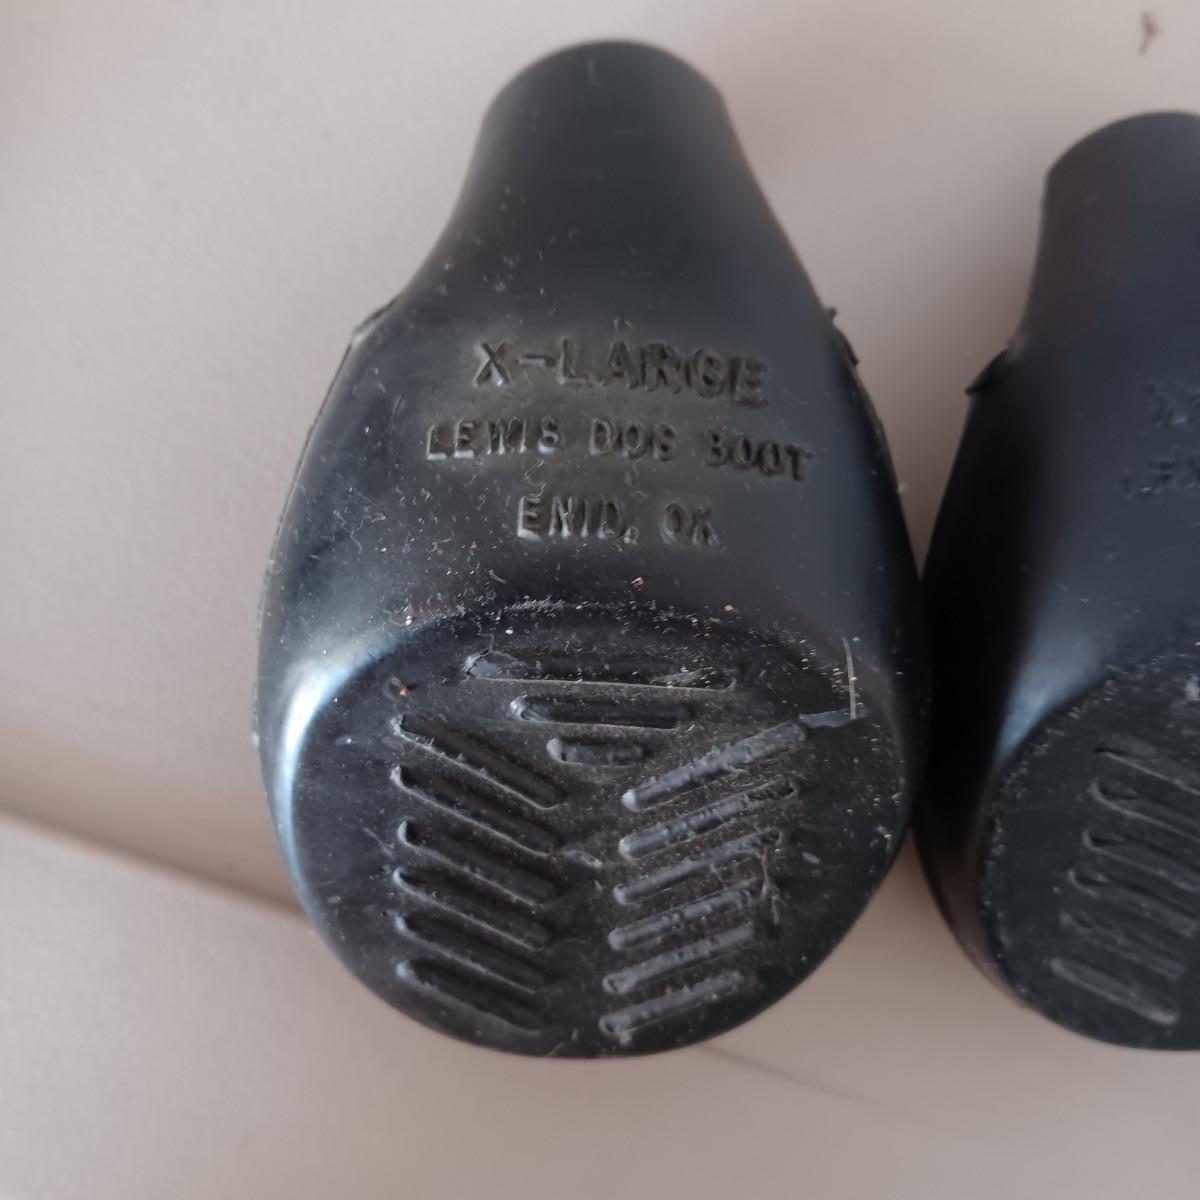 X-LARGE
LEWIS DOG BOOT
ENID, OK